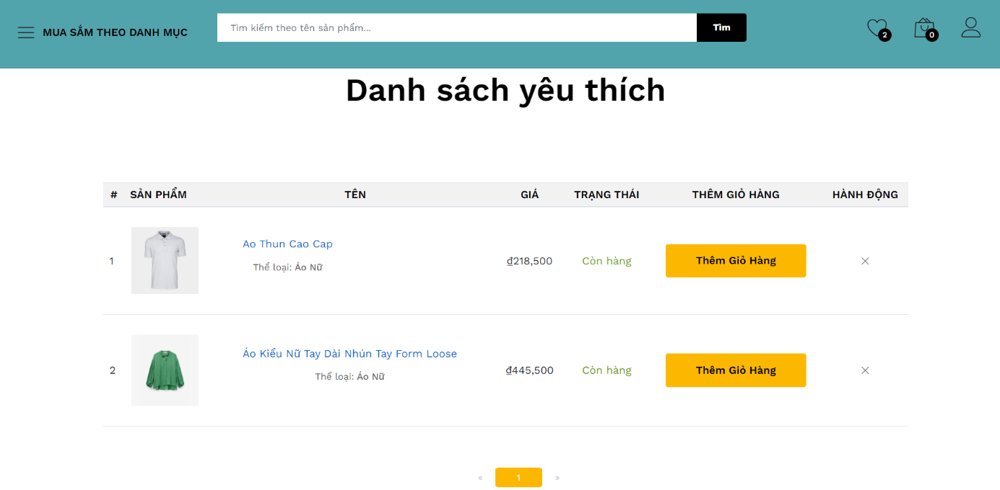 MUA SẮM THEO DANH MỤC
Tìm kiếm theo tên sản phẩm...
Tìm
2
0
Danh sách yêu thích
# SẢN PHẨM TÊN GIÁ TRẠNG THÁI THÊM GIỎ HÀNG HÀNH ĐỘNG
Ao Thun Cao Cap
Thể loại: Áo Nữ
1 ₫218,500 Còn hàng Thêm Giỏ Hàng ×
Áo Kiểu Nữ Tay Dài Nhún Tay Form Loose
Thể loại: Áo Nữ
2 ₫445,500 Còn hàng Thêm Giỏ Hàng ×
« 1 »